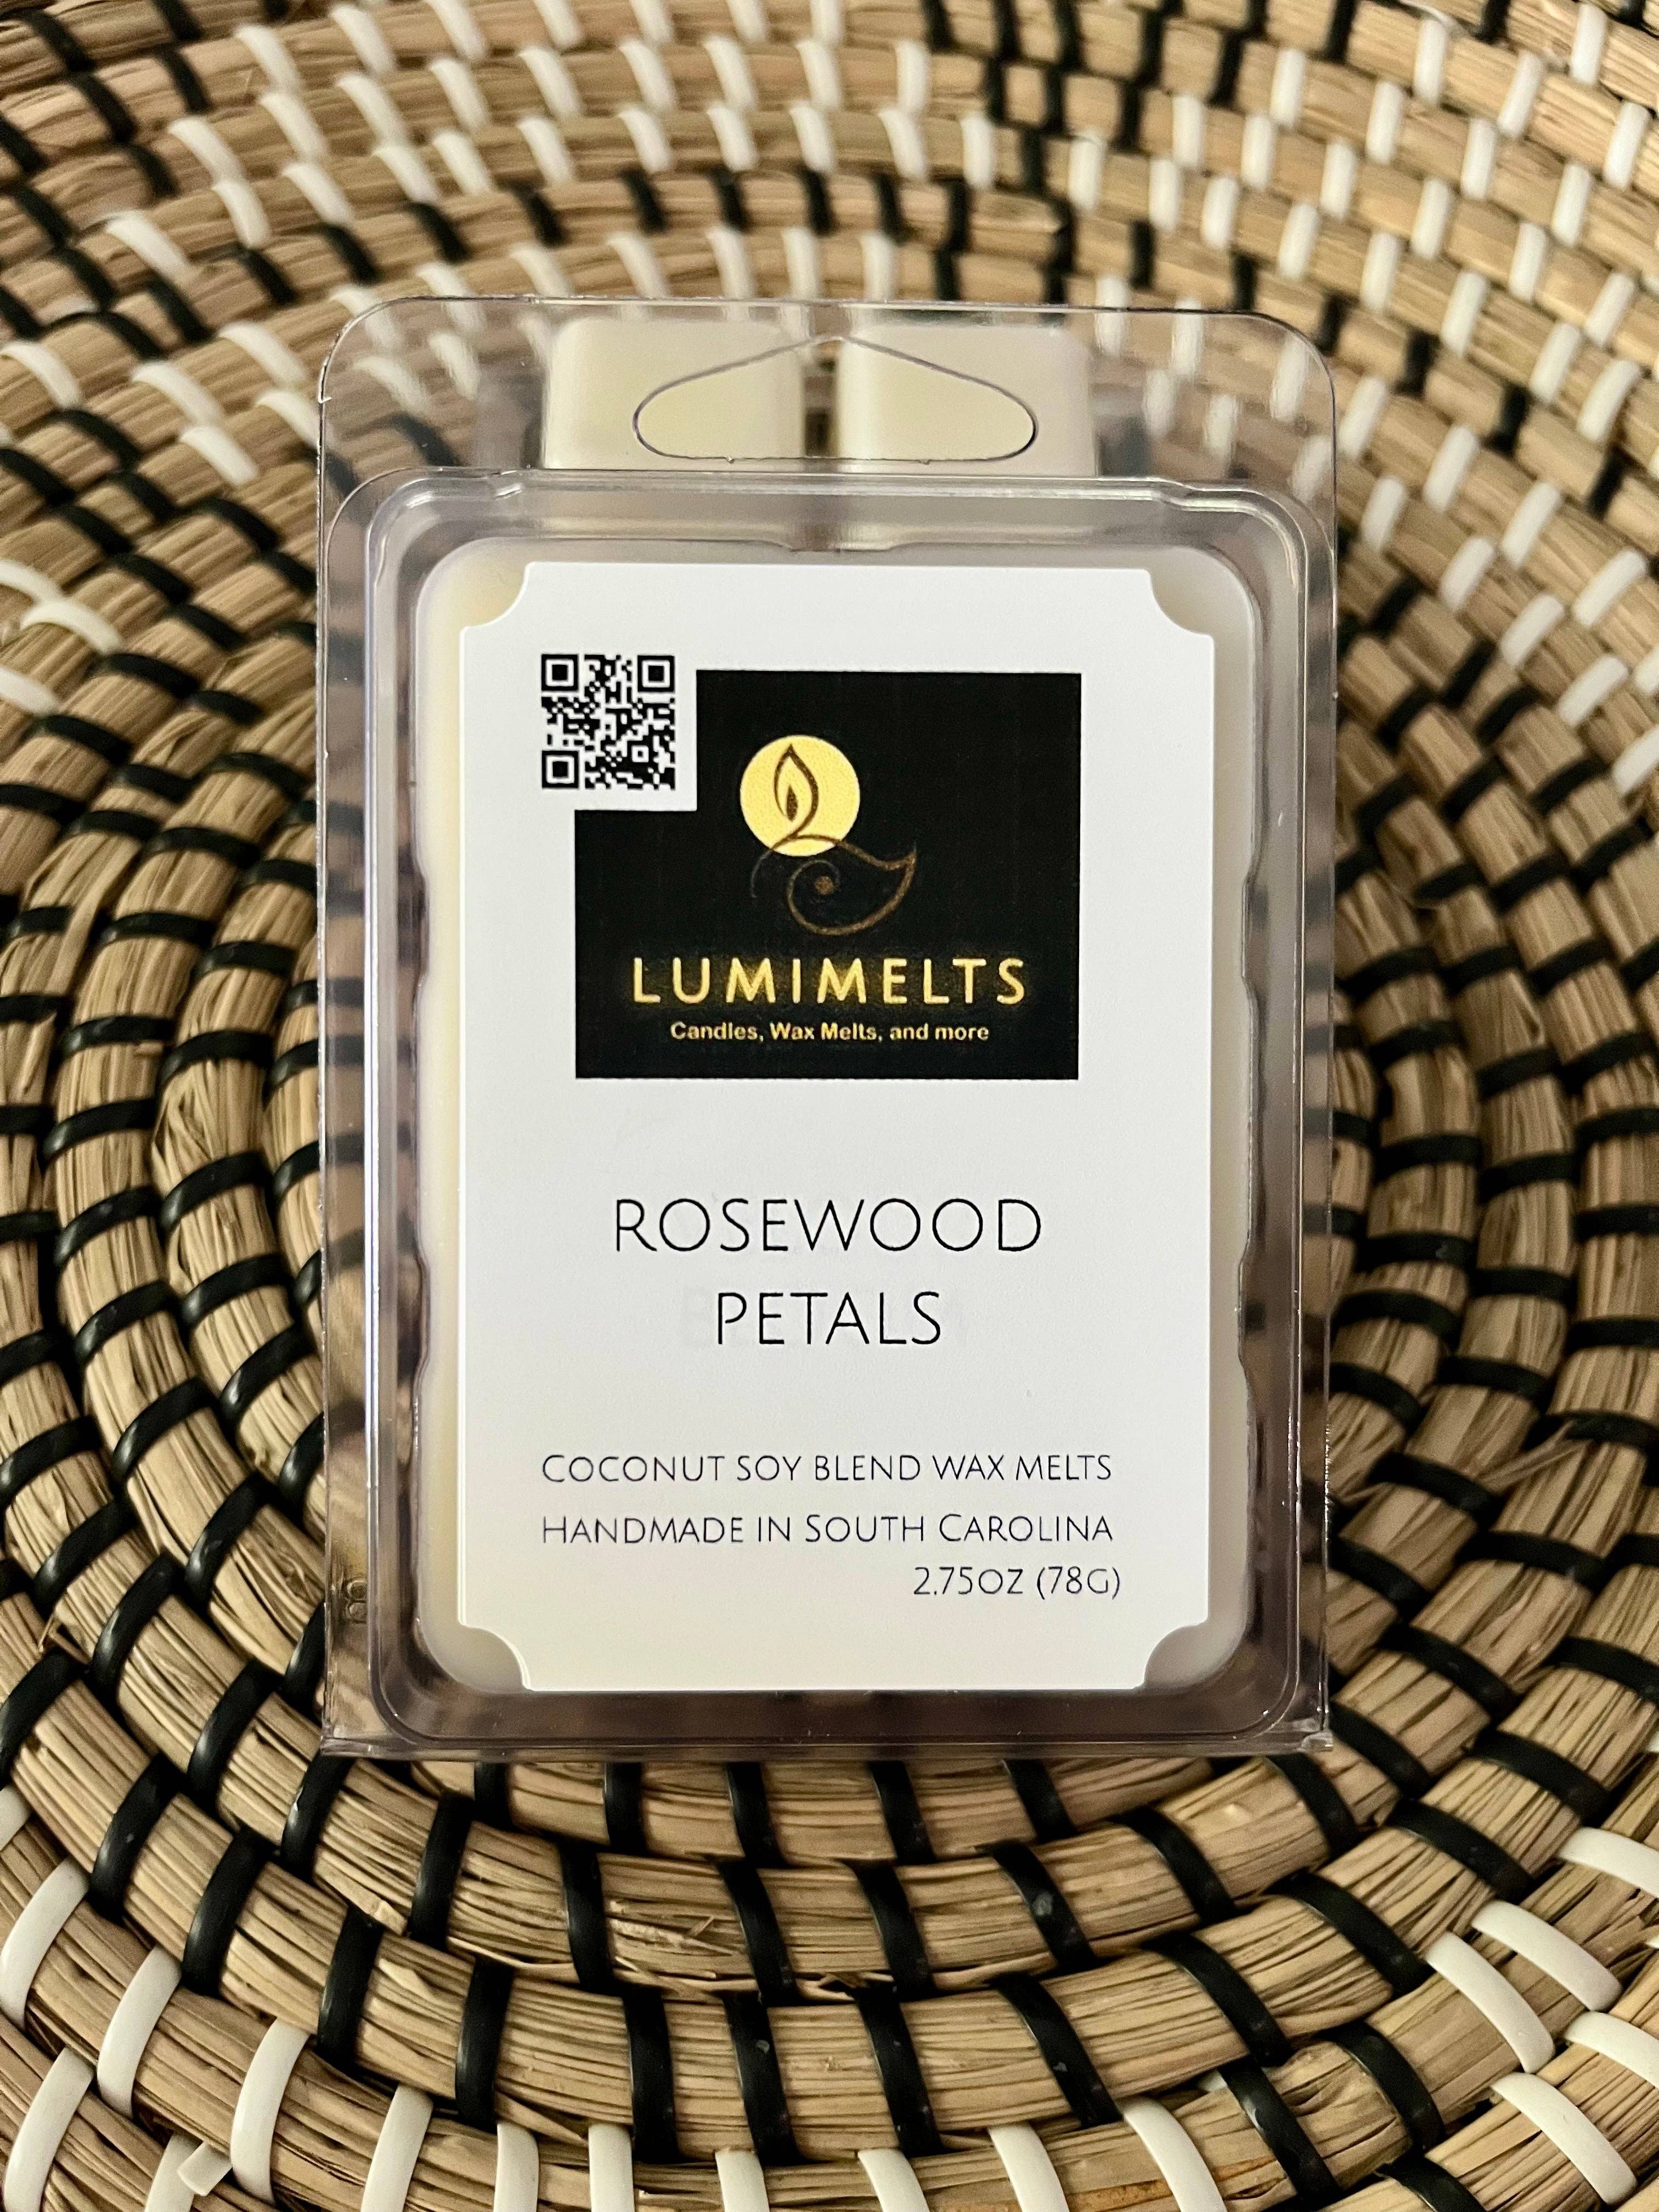 LUMIMELTS
Candles, Wax Melts, and more
ROSEWOOD
PETALS
COCONUT SOY BLEND WAX MELTS
HANDMADE IN SOUTH CAROLINA
2.75OZ (78G)